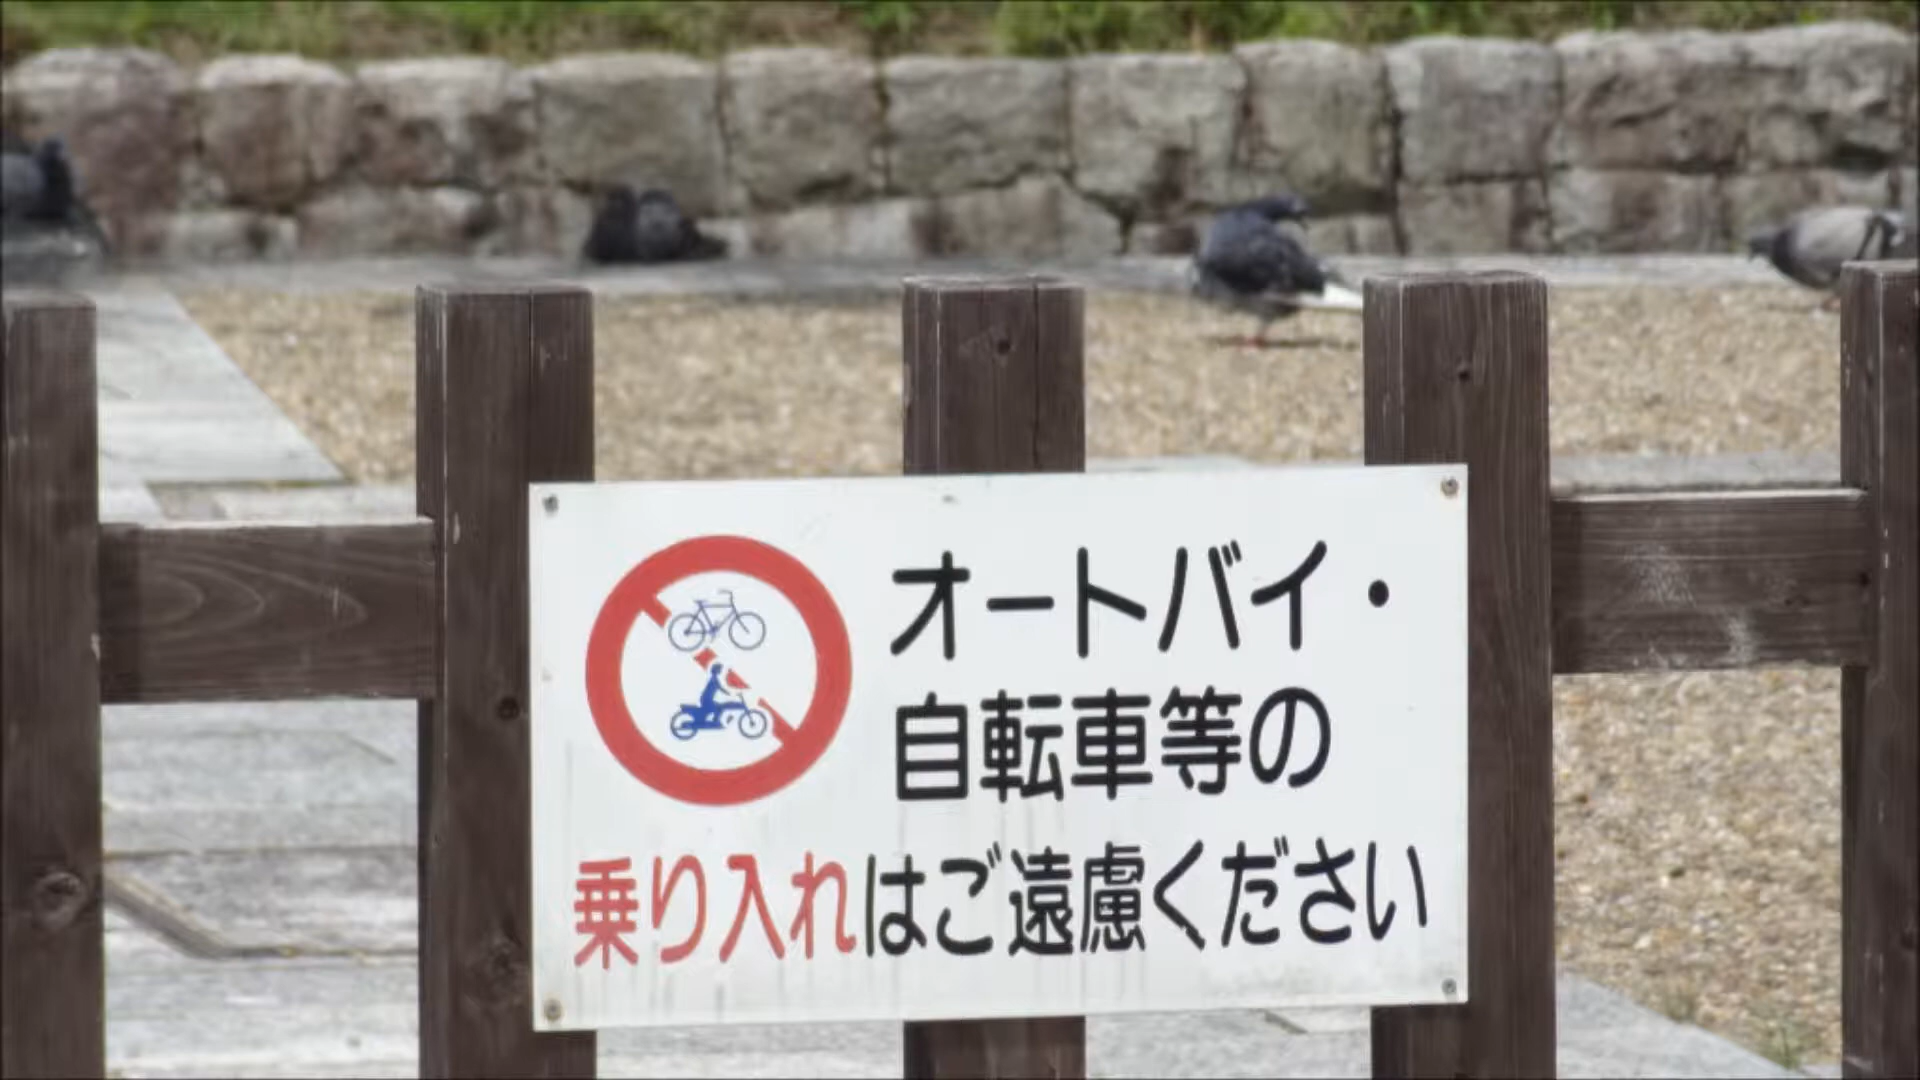 オートバイ・
自転車等の
乗り入れはご遠慮ください